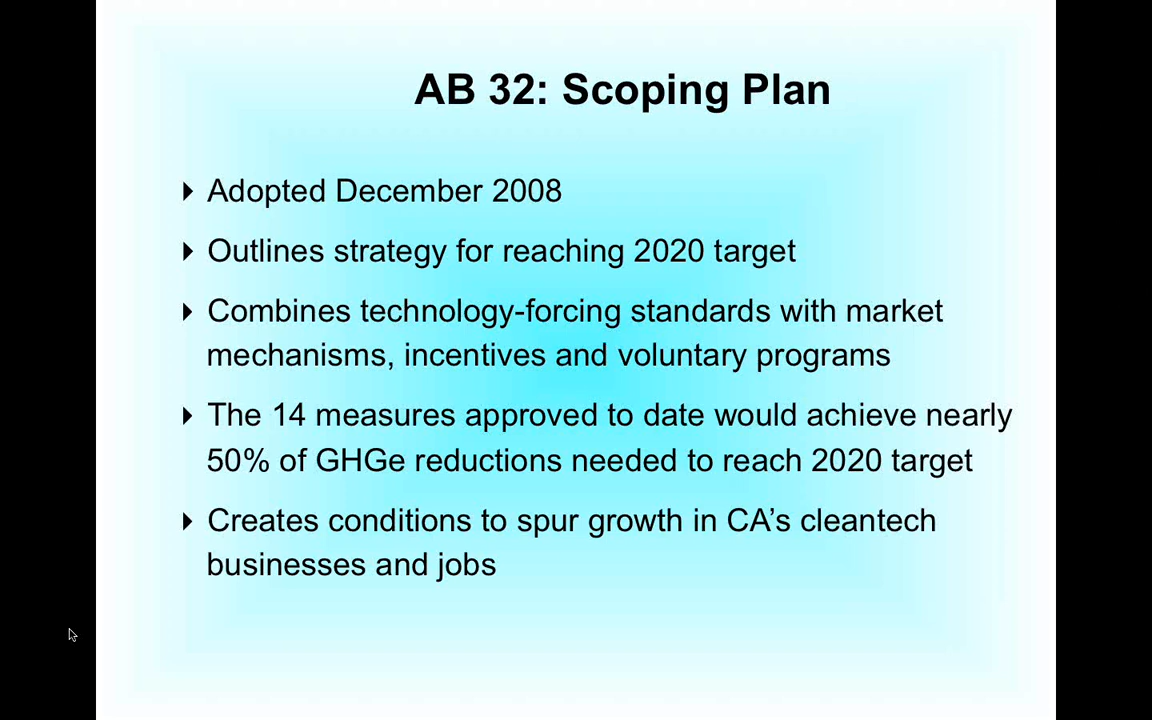 AB 32: Scoping Plan
Adopted December 2008
Outlines strategy for reaching 2020 target
Combines technology-forcing standards with market
mechanisms, incentives and voluntary programs
The 14 measures approved to date would achieve nearly
50% of GHGe reductions needed to reach 2020 target
Creates conditions to spur growth in CA’s cleantech
businesses and jobs